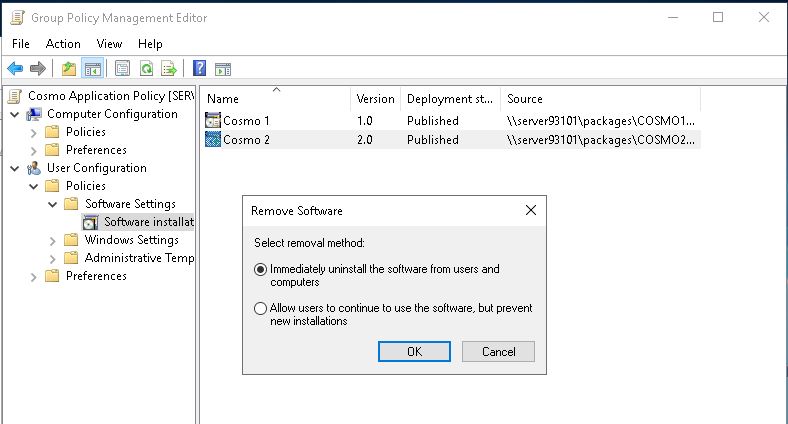 Group Policy Management Editor
File Action View Help
Cosmo Application Policy [SER\
Computer Configuration
Policies
Preferences
User Configuration
Policies
Software Settings
Software installat
Windows Settings
Administrative Temp
Preferences
Name Version Deployment st... Source
Cosmo 1 1.0 Published \\server93101\packages\COSMO1...
Cosmo 2 2.0 Published \\server93101\packages\COSMO2...
Remove Software
Select removal method:
Immediately uninstall the software from users and
computers
Allow users to continue to use the software, but prevent
new installations
OK Cancel